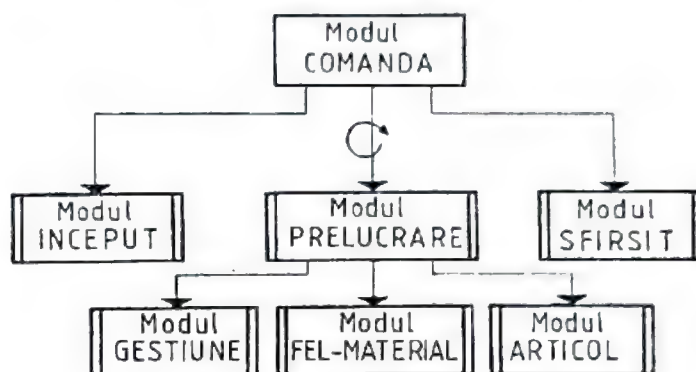 Modul
COMANDA
Modul
INCEPUT
Modul
PRELUCRARE
Modul
SFIRSIT
Modul
GESTIUNE
Modul
FEL-MATERIAL
Modul
ARTICOL